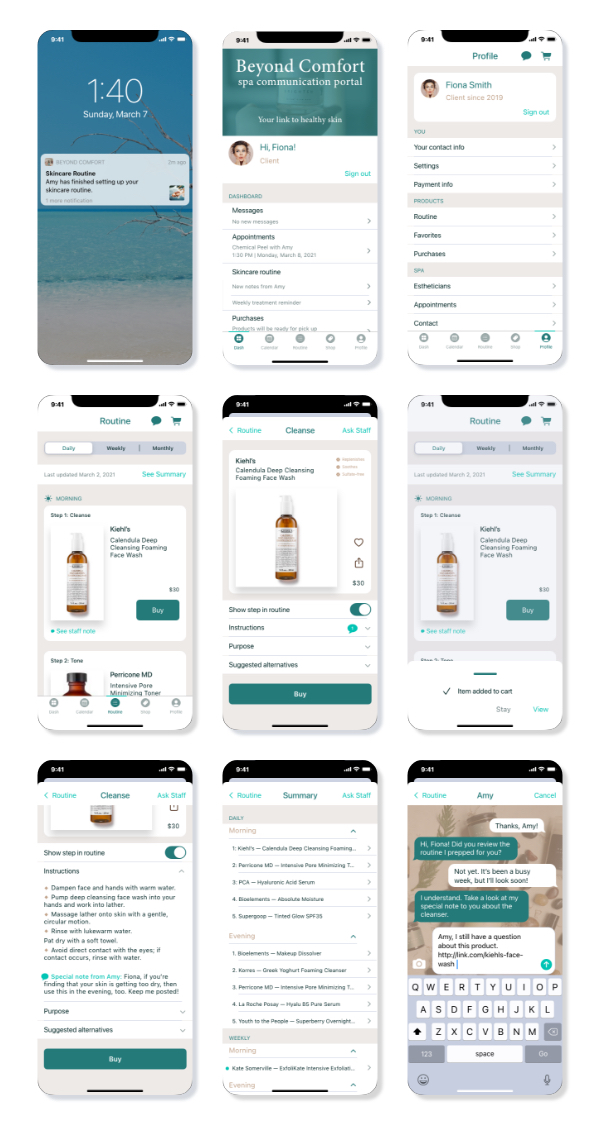 9:41
1:40
Sunday, March 7
BEYOND COMFORT 2m ago
Skincare Routine
Amy has finished setting up your
skincare routine.
1 more notification
Beyond Comfort
spa communication portal
Your link to healthy skin
Hi, Fiona!
Client
Sign out
DASHBOARD
Messages
No new messages
Appointments
Chemical Peel with Amy
1:30 PM | Monday, March 8, 2021
Skincare routine
New notes from Amy
Weekly treatment reminder
Purchases
Products will be ready for pick up
Dash Calendar Routine Shop Profile
9:41
Profile
Fiona Smith
Client since 2019
Sign out
YOU
Your contact info
Settings
Payment info
PRODUCTS
Routine
Favorites
Purchases
SPA
Estheticians
Appointments
Contact
Dash Calendar Routine Shop Profile
9:41
Routine
Daily Weekly Monthly
Last updated March 2, 2021 See Summary
MORNING
Step 1: Cleanse
Kiehl's
Calendula Deep
Cleansing Foaming
Face Wash
$30
Buy
See staff note
Step 2: Tone
Perricone MD
Intensive Pore
Minimizing Toner
Dash Calendar Routine Shop Profile
9:41
Routine Cleanse Ask Staff
Kiehl's
Calendula Deep Cleansing
Foaming Face Wash
$30
Show step in routine
Instructions
Purpose
Suggested alternatives
Buy
9:41
Routine
Daily Weekly Monthly
Last updated March 2, 2021 See Summary
MORNING
Step 1: Cleanse
Kiehl's
Calendula Deep
Cleansing Foaming
Face Wash
$30
Buy
See staff note
Step 2: Tone
Item added to cart
Stay View
9:41
Routine Cleanse Ask Staff
$30
Show step in routine
Instructions
Dampen face and hands with warm water.
Pump deep cleansing face wash into your
hands and work into lather.
Massage lather onto skin with a gentle,
circular motion.
Rinse with lukewarm water.
Pat dry with a soft towel.
Avoid direct contact with the eyes; if
contact occurs, rinse with water.
Special note from Amy: Fiona, if you're
finding that your skin is getting too dry, then
use this in the evening, too. Keep me posted!
Purpose
Suggested alternatives
Buy
9:41
Routine Summary Ask Staff
DAILY
Morning
1: Kiehl's — Calendula Deep Cleansing Foaming...
2: Perricone MD — Intensive Pore Minimizing T...
3: PCA — Hyaluronic Acid Serum
4. Bioelements — Absolute Moisture
5. Supergoop — Tinted Glow SPF35
Evening
1. Bioelements — Makeup Dissolver
2. Korres — Greek Yoghurt Foaming Cleanser
3. Perricone MD — Intensive Pore Minimizing T...
4. La Roche Posay — Hyalu B5 Pure Serum
5. Youth to the People — Superberry Overnight...
WEEKLY
Morning
Kate Somerville — ExfoliKate Intensive Exfoliati...
Evening
9:41
Routine Amy Cancel
Thanks, Amy!
Hi, Fiona! Did you review the
routine I prepped for you?
Not yet. It's been a busy
week, but I'll look soon!
I understand. Take a look at my
special note to you about the
cleanser.
Amy, I still have a question
about this product.
http://link.com/kiehls-face-
wash
Q W E R T Y U I O P
A S D F G H J K L
Z X C V B N M
123 space Go